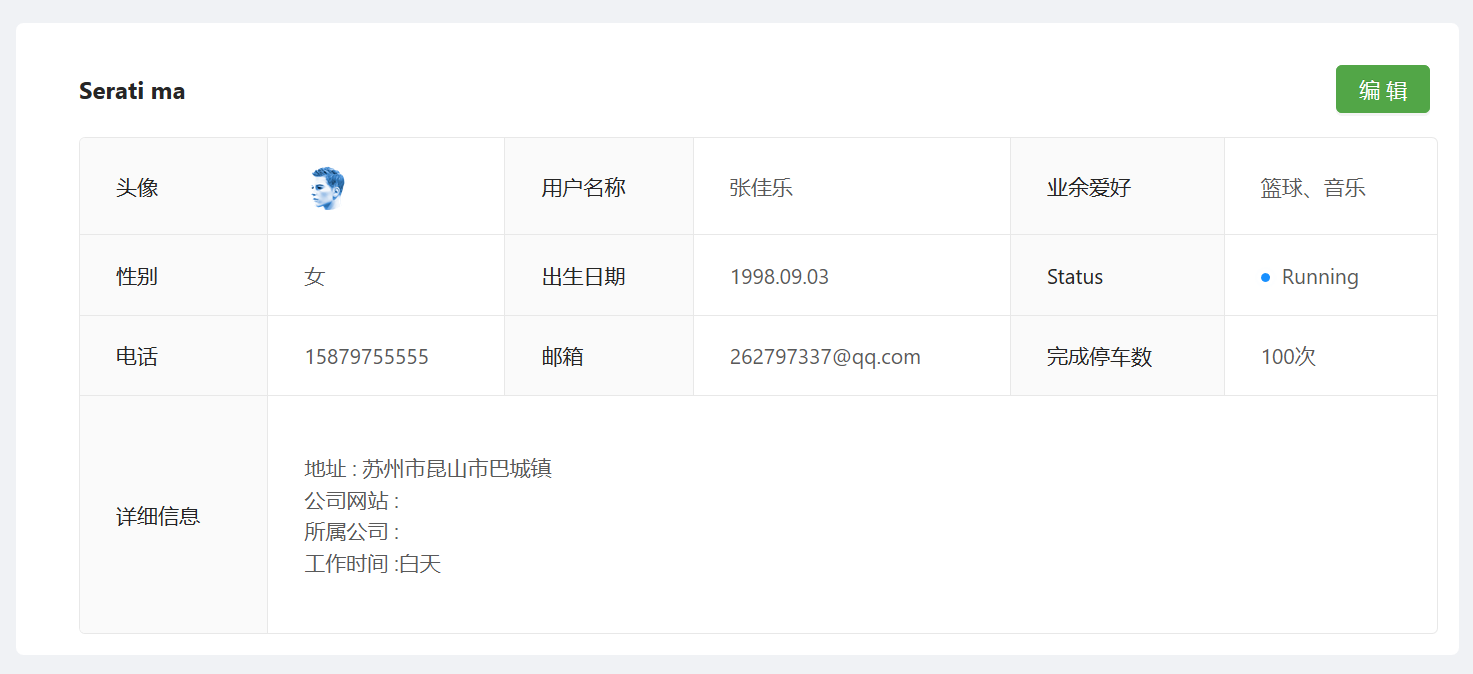 Serati ma
编 辑
头像
用户名称
张佳乐
业余爱好
篮球、音乐
性别
女
出生日期
1998.09.03
Status
Running
电话
15879755555
邮箱
262797337@qq.com
完成停车数
100次
详细信息
地址 : 苏州市昆山市巴城镇
公司网站 :
所属公司 :
工作时间 :白天